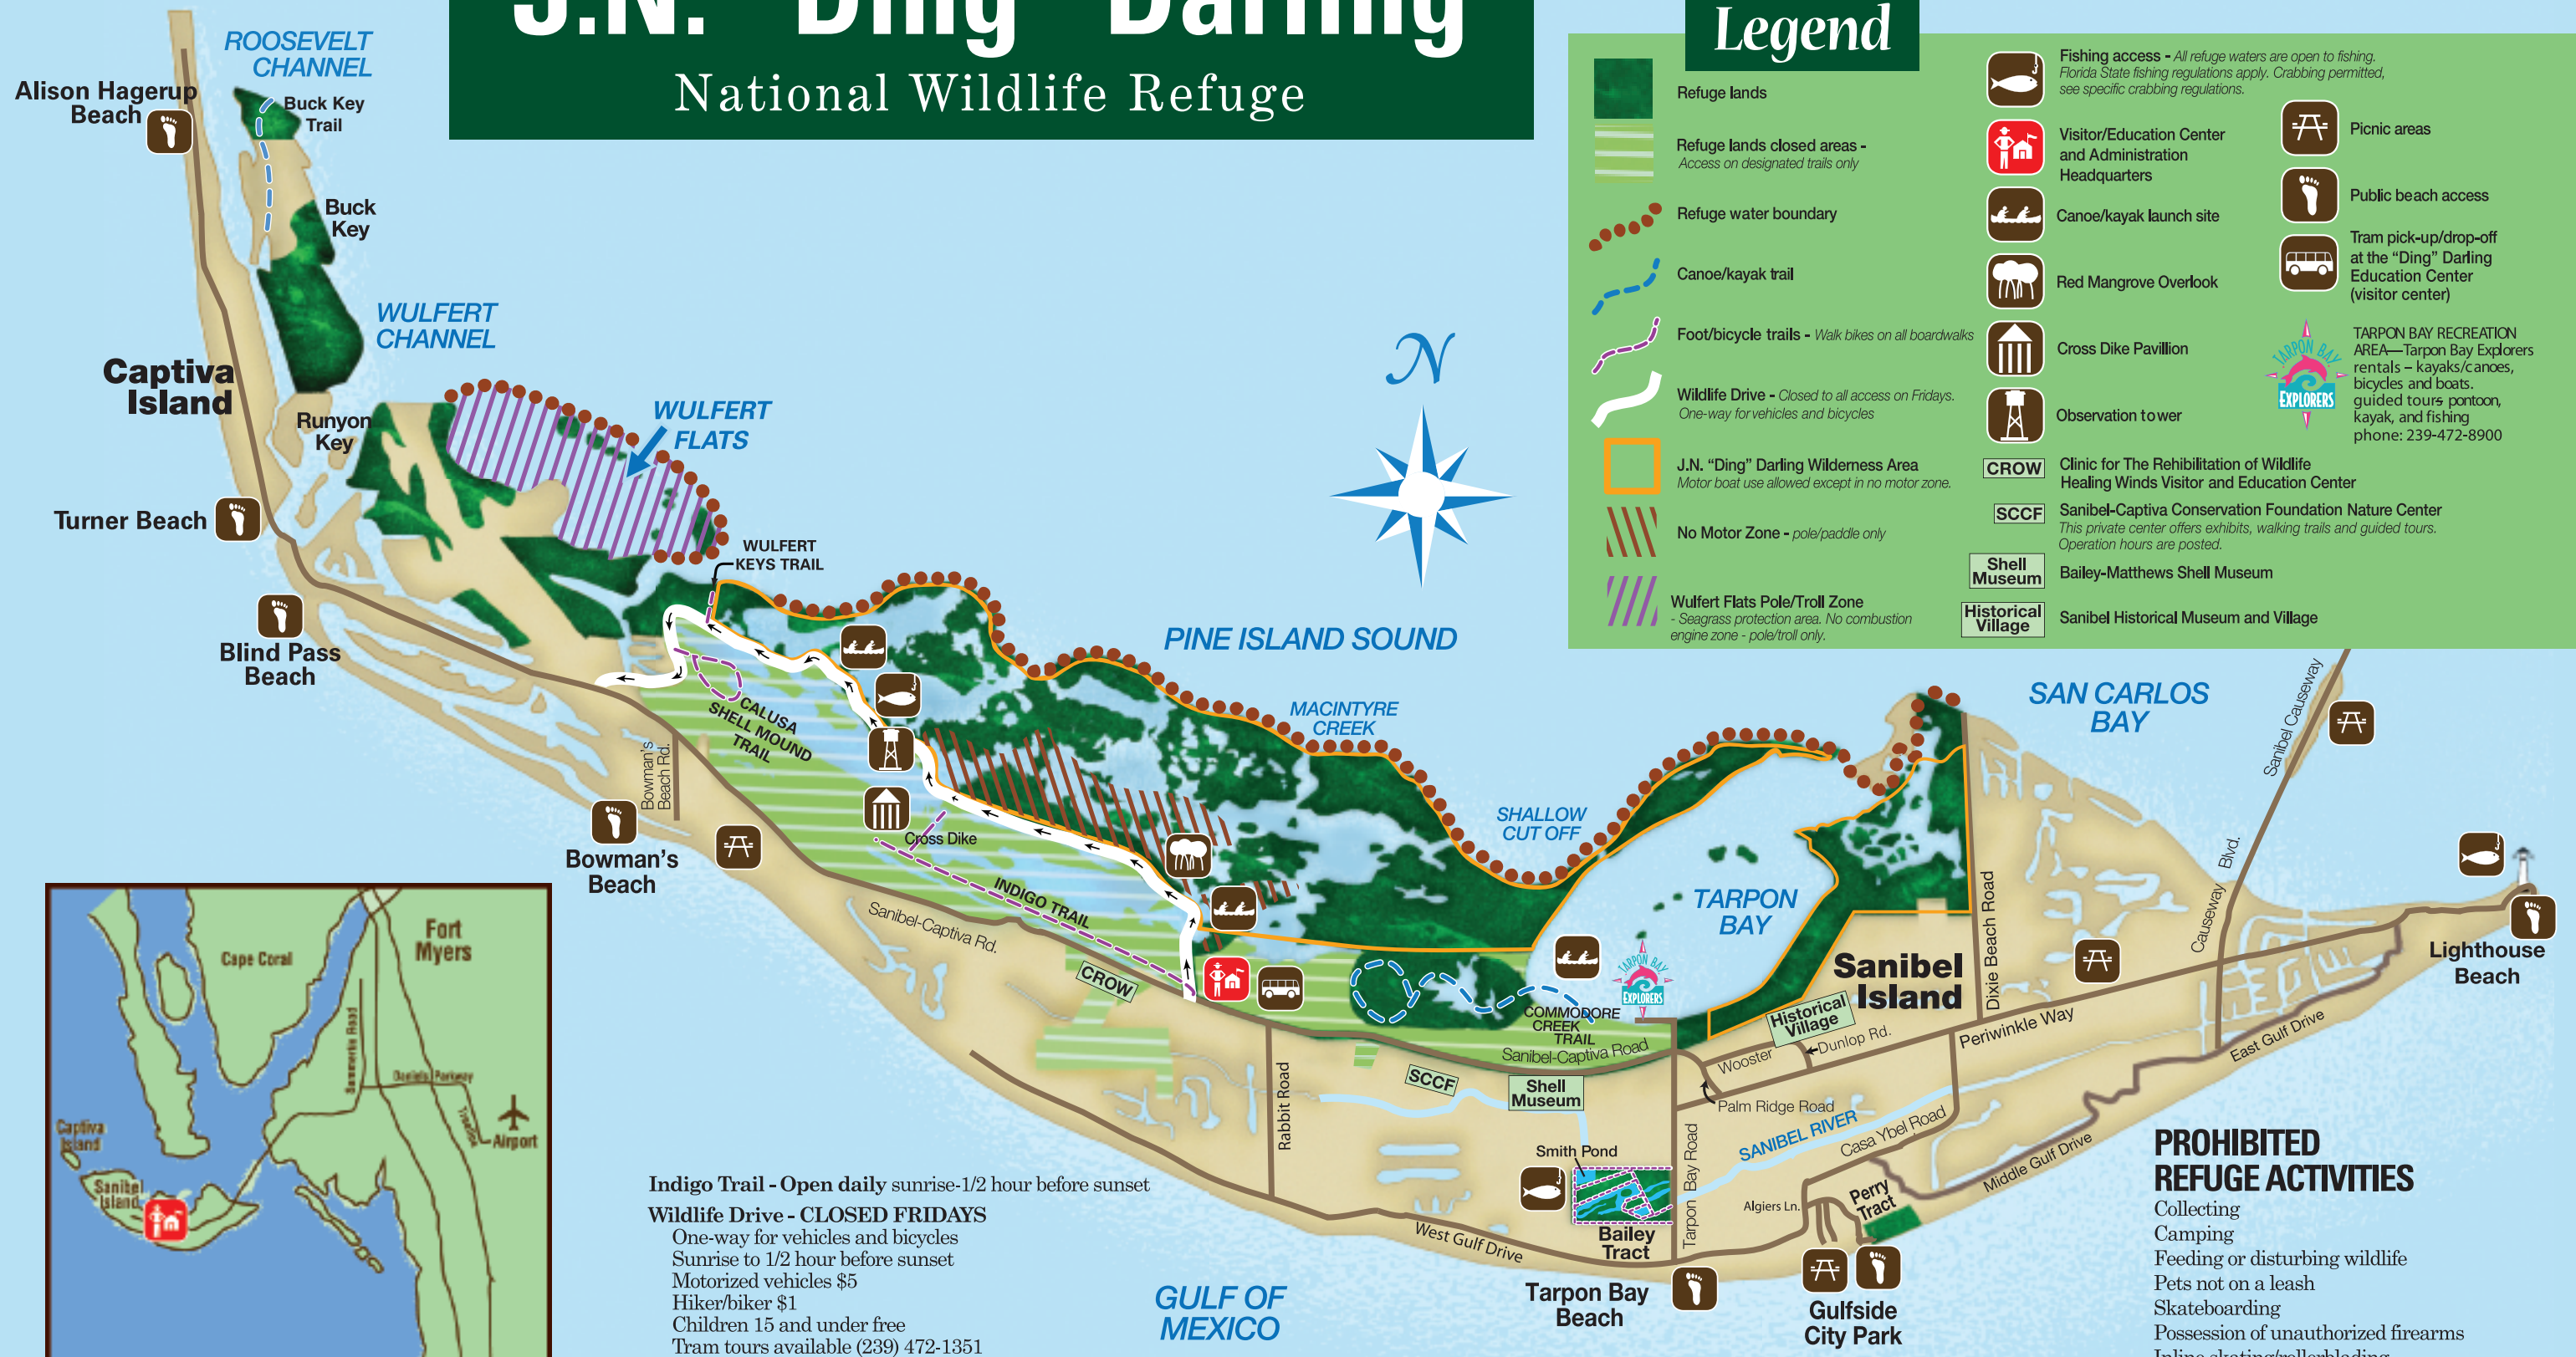 J.N. "Ding" Darling
National Wildlife Refuge
Legend
Refuge lands
Refuge lands closed areas -
Access on designated trails only
Refuge water boundary
Canoe/kayak trail
Foot/bicycle trails - Walk bikes on all boardwalks
Wildlife Drive - Closed to all access on Fridays.
One-way for vehicles and bicycles
J.N. "Ding" Darling Wilderness Area
Motor boat use allowed except in no motor zone.
No Motor Zone - pole/paddle only
Wulfert Flats Pole/Troll Zone
- Seagrass protection area. No combustion
engine zone - pole/troll only.
Fishing access - All refuge waters are open to fishing.
Florida State fishing regulations apply. Crabbing permitted,
see specific crabbing regulations.
Visitor/Education Center
and Administration
Headquarters
Canoe/kayak launch site
Red Mangrove Overlook
Cross Dike Pavillion
Observation tower
CROW
Clinic for The Rehibilitation of Wildlife
Healing Winds Visitor and Education Center
SCCF
Sanibel-Captiva Conservation Foundation Nature Center
This private center offers exhibits, walking trails and guided tours.
Operation hours are posted.
Shell
Museum
Bailey-Matthews Shell Museum
Historical
Village
Sanibel Historical Museum and Village
Picnic areas
Public beach access
Tram pick-up/drop-off
at the "Ding" Darling
Education Center
(visitor center)
TARPON BAY
EXPLORERS
TARPON BAY RECREATION
AREA—Tarpon Bay Explorers
rentals – kayaks/canoes,
bicycles and boats.
guided tours- pontoon,
kayak, and fishing
phone: 239-472-8900
ROOSEVELT
CHANNEL
Alison Hagerup
Beach
Buck Key
Trail
Buck
Key
WULFERT
CHANNEL
Captiva
Island
Runyon
Key
WULFERT
FLATS
Turner Beach
WULFERT
KEYS TRAIL
Blind Pass
Beach
N
PINE ISLAND SOUND
MACINTYRE
CREEK
SHALLOW
CUT OFF
SAN CARLOS
BAY
Sanibel Causeway
CALUSA
SHELL MOUND
TRAIL
Bowman's
Beach Rd.
Bowman's
Beach
Cross Dike
INDIGO TRAIL
Sanibel-Captiva Rd.
CROW
TARPON
BAY
TARPON BAY
EXPLORERS
Sanibel
Island
Dixie Beach Road
Causeway Blvd.
Lighthouse
Beach
COMMODORE
CREEK
TRAIL
Sanibel-Captiva Road
Historical
Village
Wooster
Dunlop Rd.
Periwinkle Way
East Gulf Drive
SCCF
Shell
Museum
Palm Ridge Road
Rabbit Road
SANIBEL RIVER
Casa Ybel Road
Middle Gulf Drive
Smith Pond
Tarpon Bay Road
Algiers Ln.
Perry
Tract
Bailey
Tract
West Gulf Drive
Tarpon Bay
Beach
Gulfside
City Park
GULF OF
MEXICO
Fort
Myers
Cape Coral
Summerlin Road
Daniels Parkway
Treeline
Airport
Captiva
Island
Sanibel
Island
Indigo Trail - Open daily sunrise-1/2 hour before sunset
Wildlife Drive - CLOSED FRIDAYS
One-way for vehicles and bicycles
Sunrise to 1/2 hour before sunset
Motorized vehicles $5
Hiker/biker $1
Children 15 and under free
Tram tours available (239) 472-1351
PROHIBITED
REFUGE ACTIVITIES
Collecting
Camping
Feeding or disturbing wildlife
Pets not on a leash
Skateboarding
Possession of unauthorized firearms
Inline skating/rollerblading